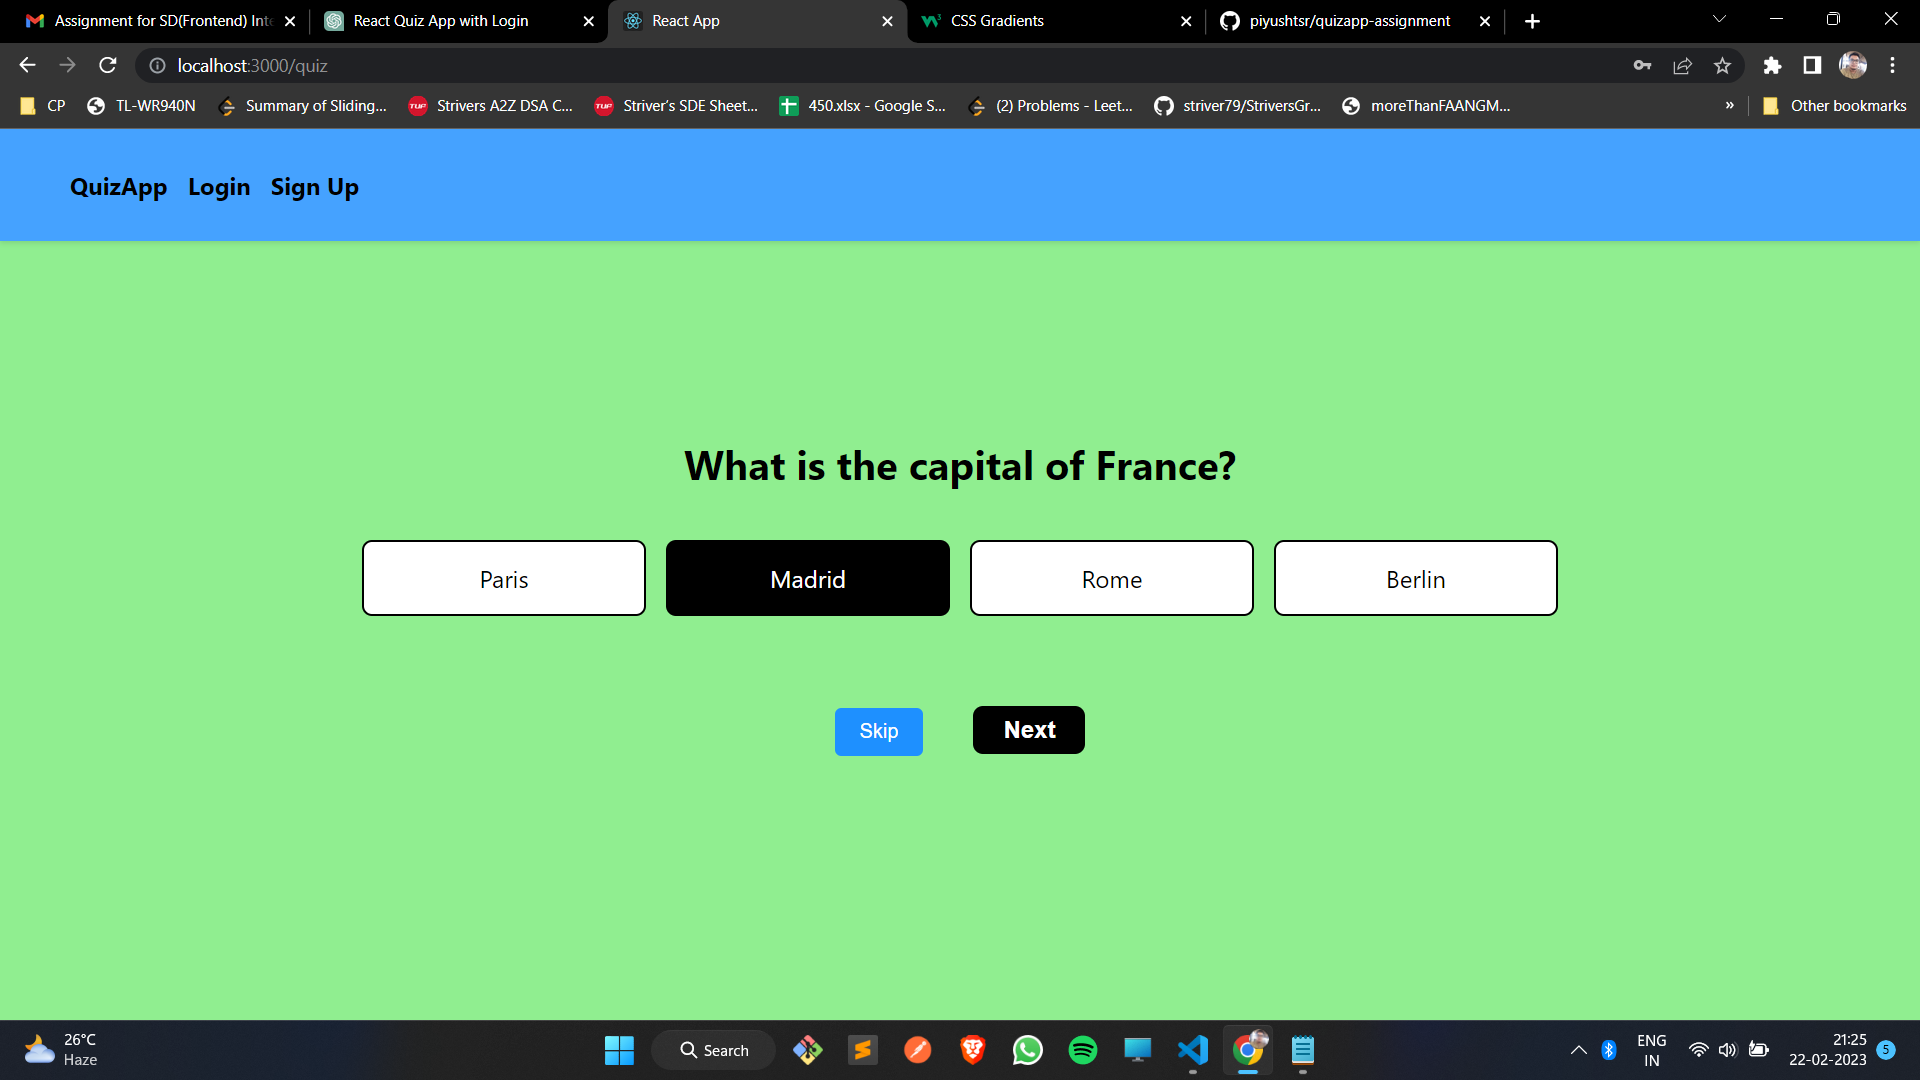 Assignment for SD(Frontend) Inte
React Quiz App with Login
React App
CSS Gradients
piyushtsr/quizapp-assignment
localhost:3000/quiz
CP
TL-WR940N
Summary of Sliding...
Strivers A2Z DSA C...
Striver's SDE Sheet...
450.xlsx - Google S...
(2) Problems - Leet...
striver79/StriversGr...
moreThanFAANGM...
»
Other bookmarks
QuizApp
Login
Sign Up
What is the capital of France?
Paris
Madrid
Rome
Berlin
Skip
Next
26°C
Haze
Search
ENG
IN
21:25
22-02-2023
5